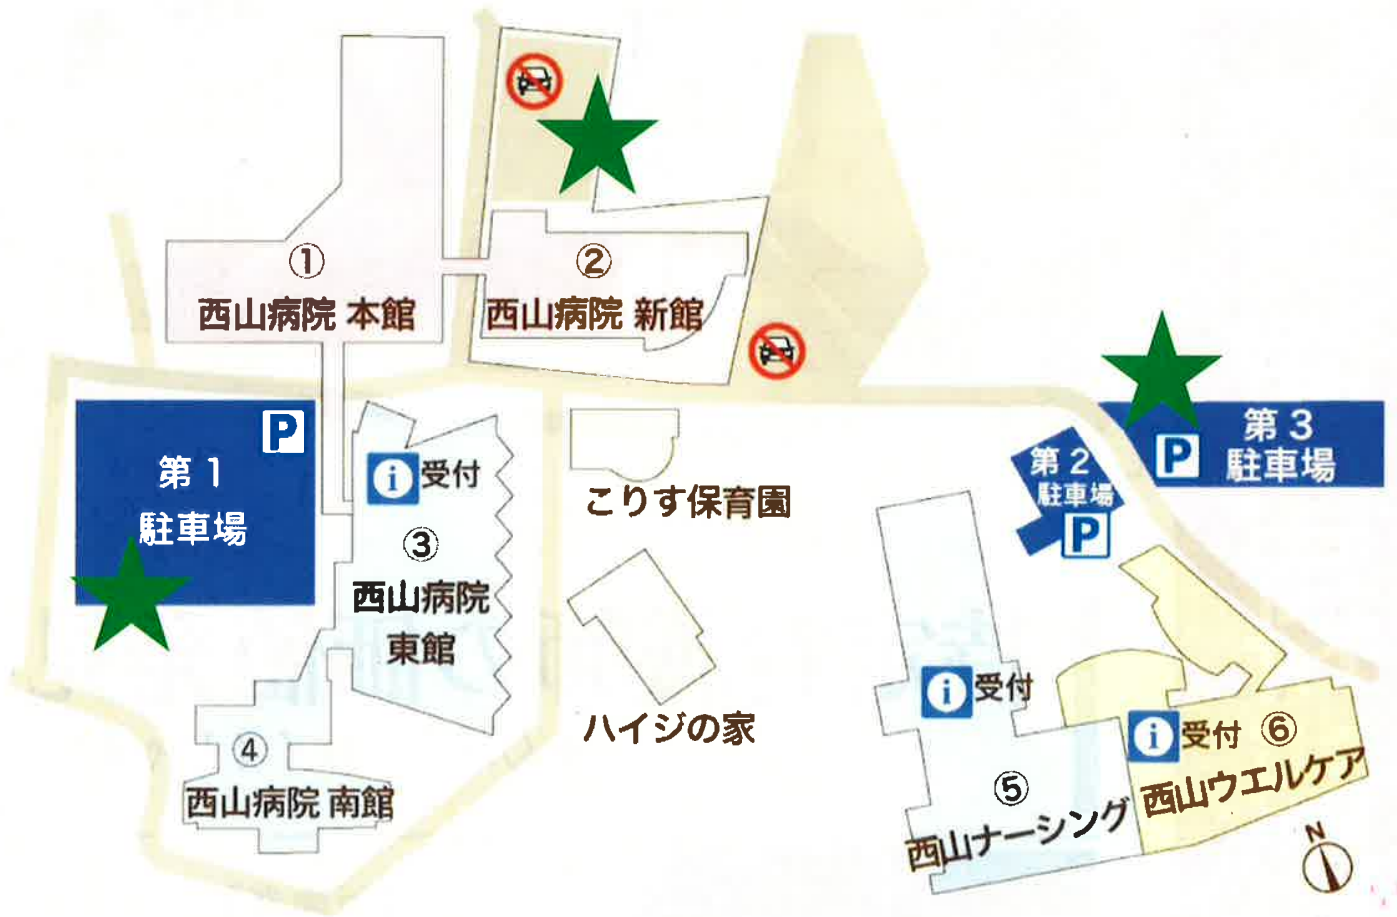 ①
西山病院 本館
②
西山病院 新館
P
第1
駐車場
i 受付
③
西山病院
東館
④
西山病院 南館
こりす保育園
ハイジの家
第2
駐車場
P
第3
駐車場
P
i 受付
⑤
西山ナーシング
i 受付 ⑥
西山ウエルケア
N